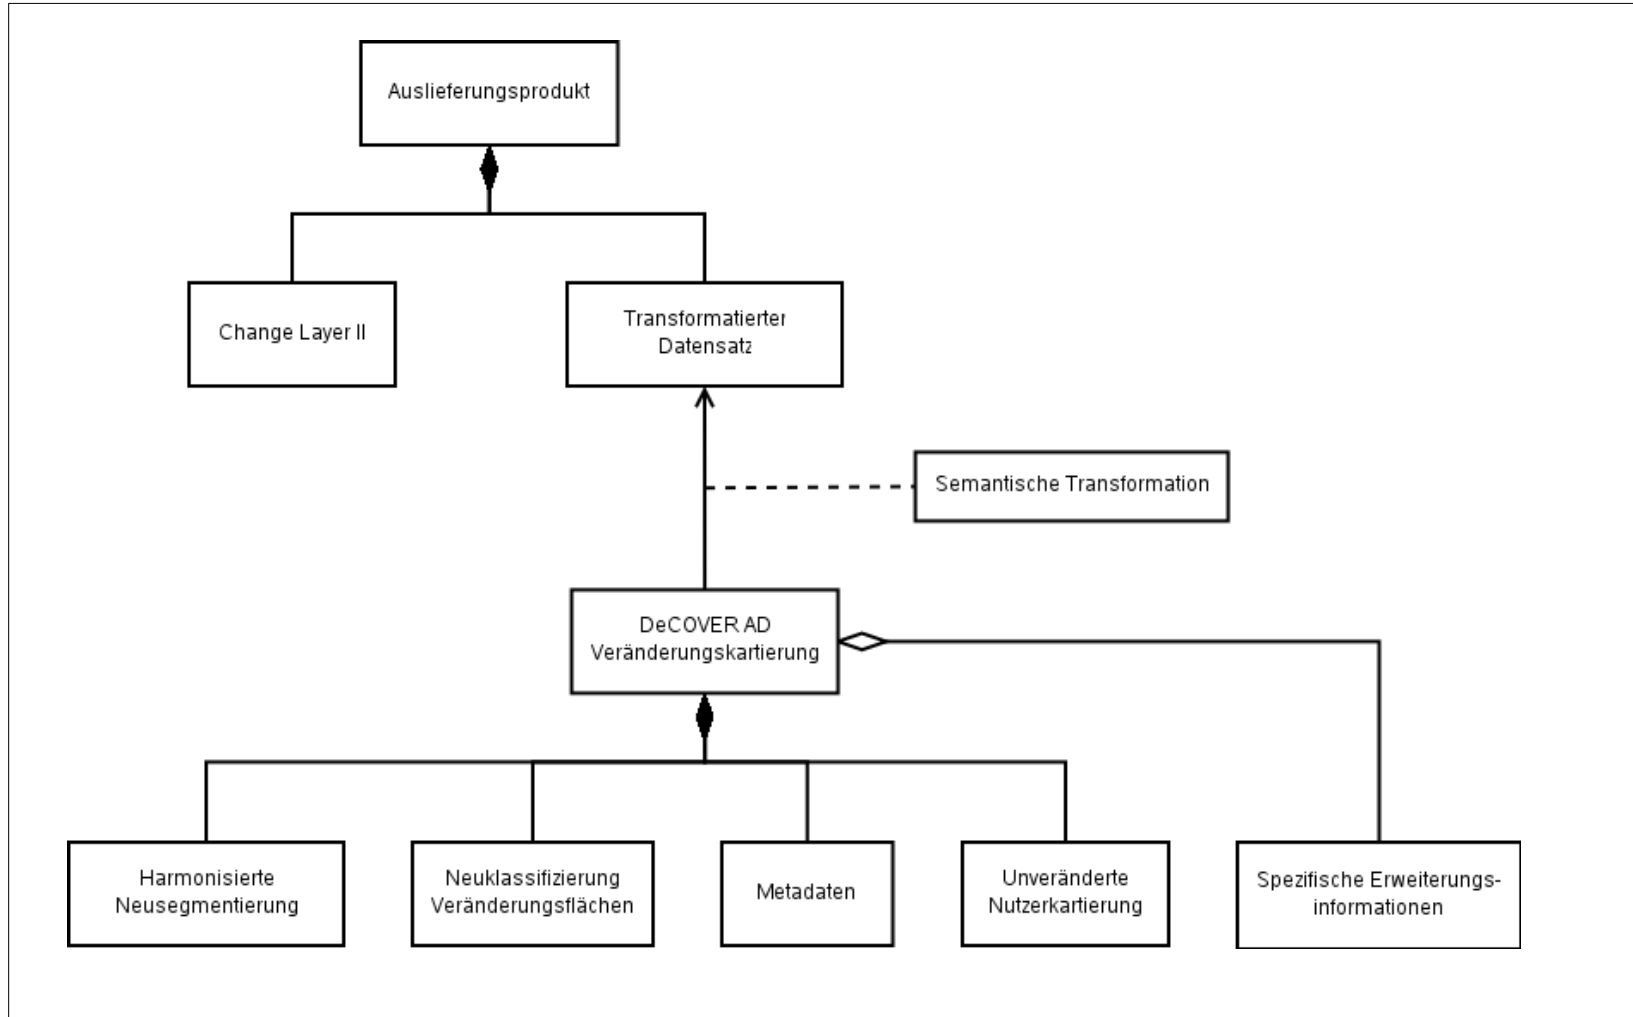 Auslieferungsprodukt
Change Layer II
Transformatierter
Datensatz
Semantische Transformation
DeCOVER AD
Veränderungskartierung
Harmonisierte
Neusegmentierung
Neuklassifizierung
Veränderungsflächen
Metadaten
Unveränderte
Nutzerkartierung
Spezifische Erweiterungs-
informationen